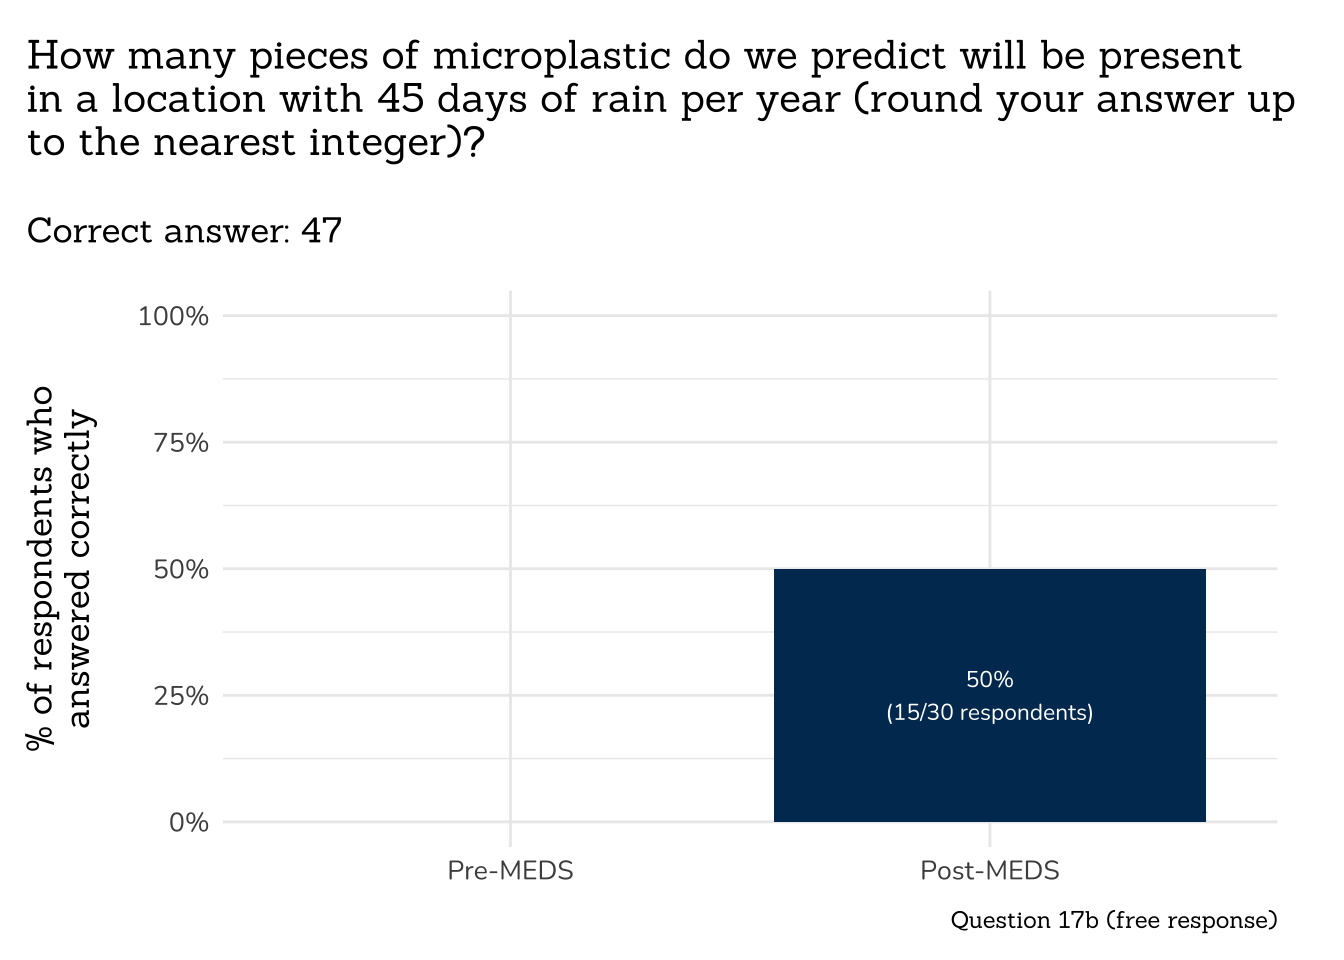 How many pieces of microplastic do we predict will be present
in a location with 45 days of rain per year (round your answer up
to the nearest integer)?
Correct answer: 47
% of respondents who
answered correctly
100%
75%
50%
25%
0%
50%
(15/30 respondents)
Pre-MEDS
Post-MEDS
Question 17b (free response)